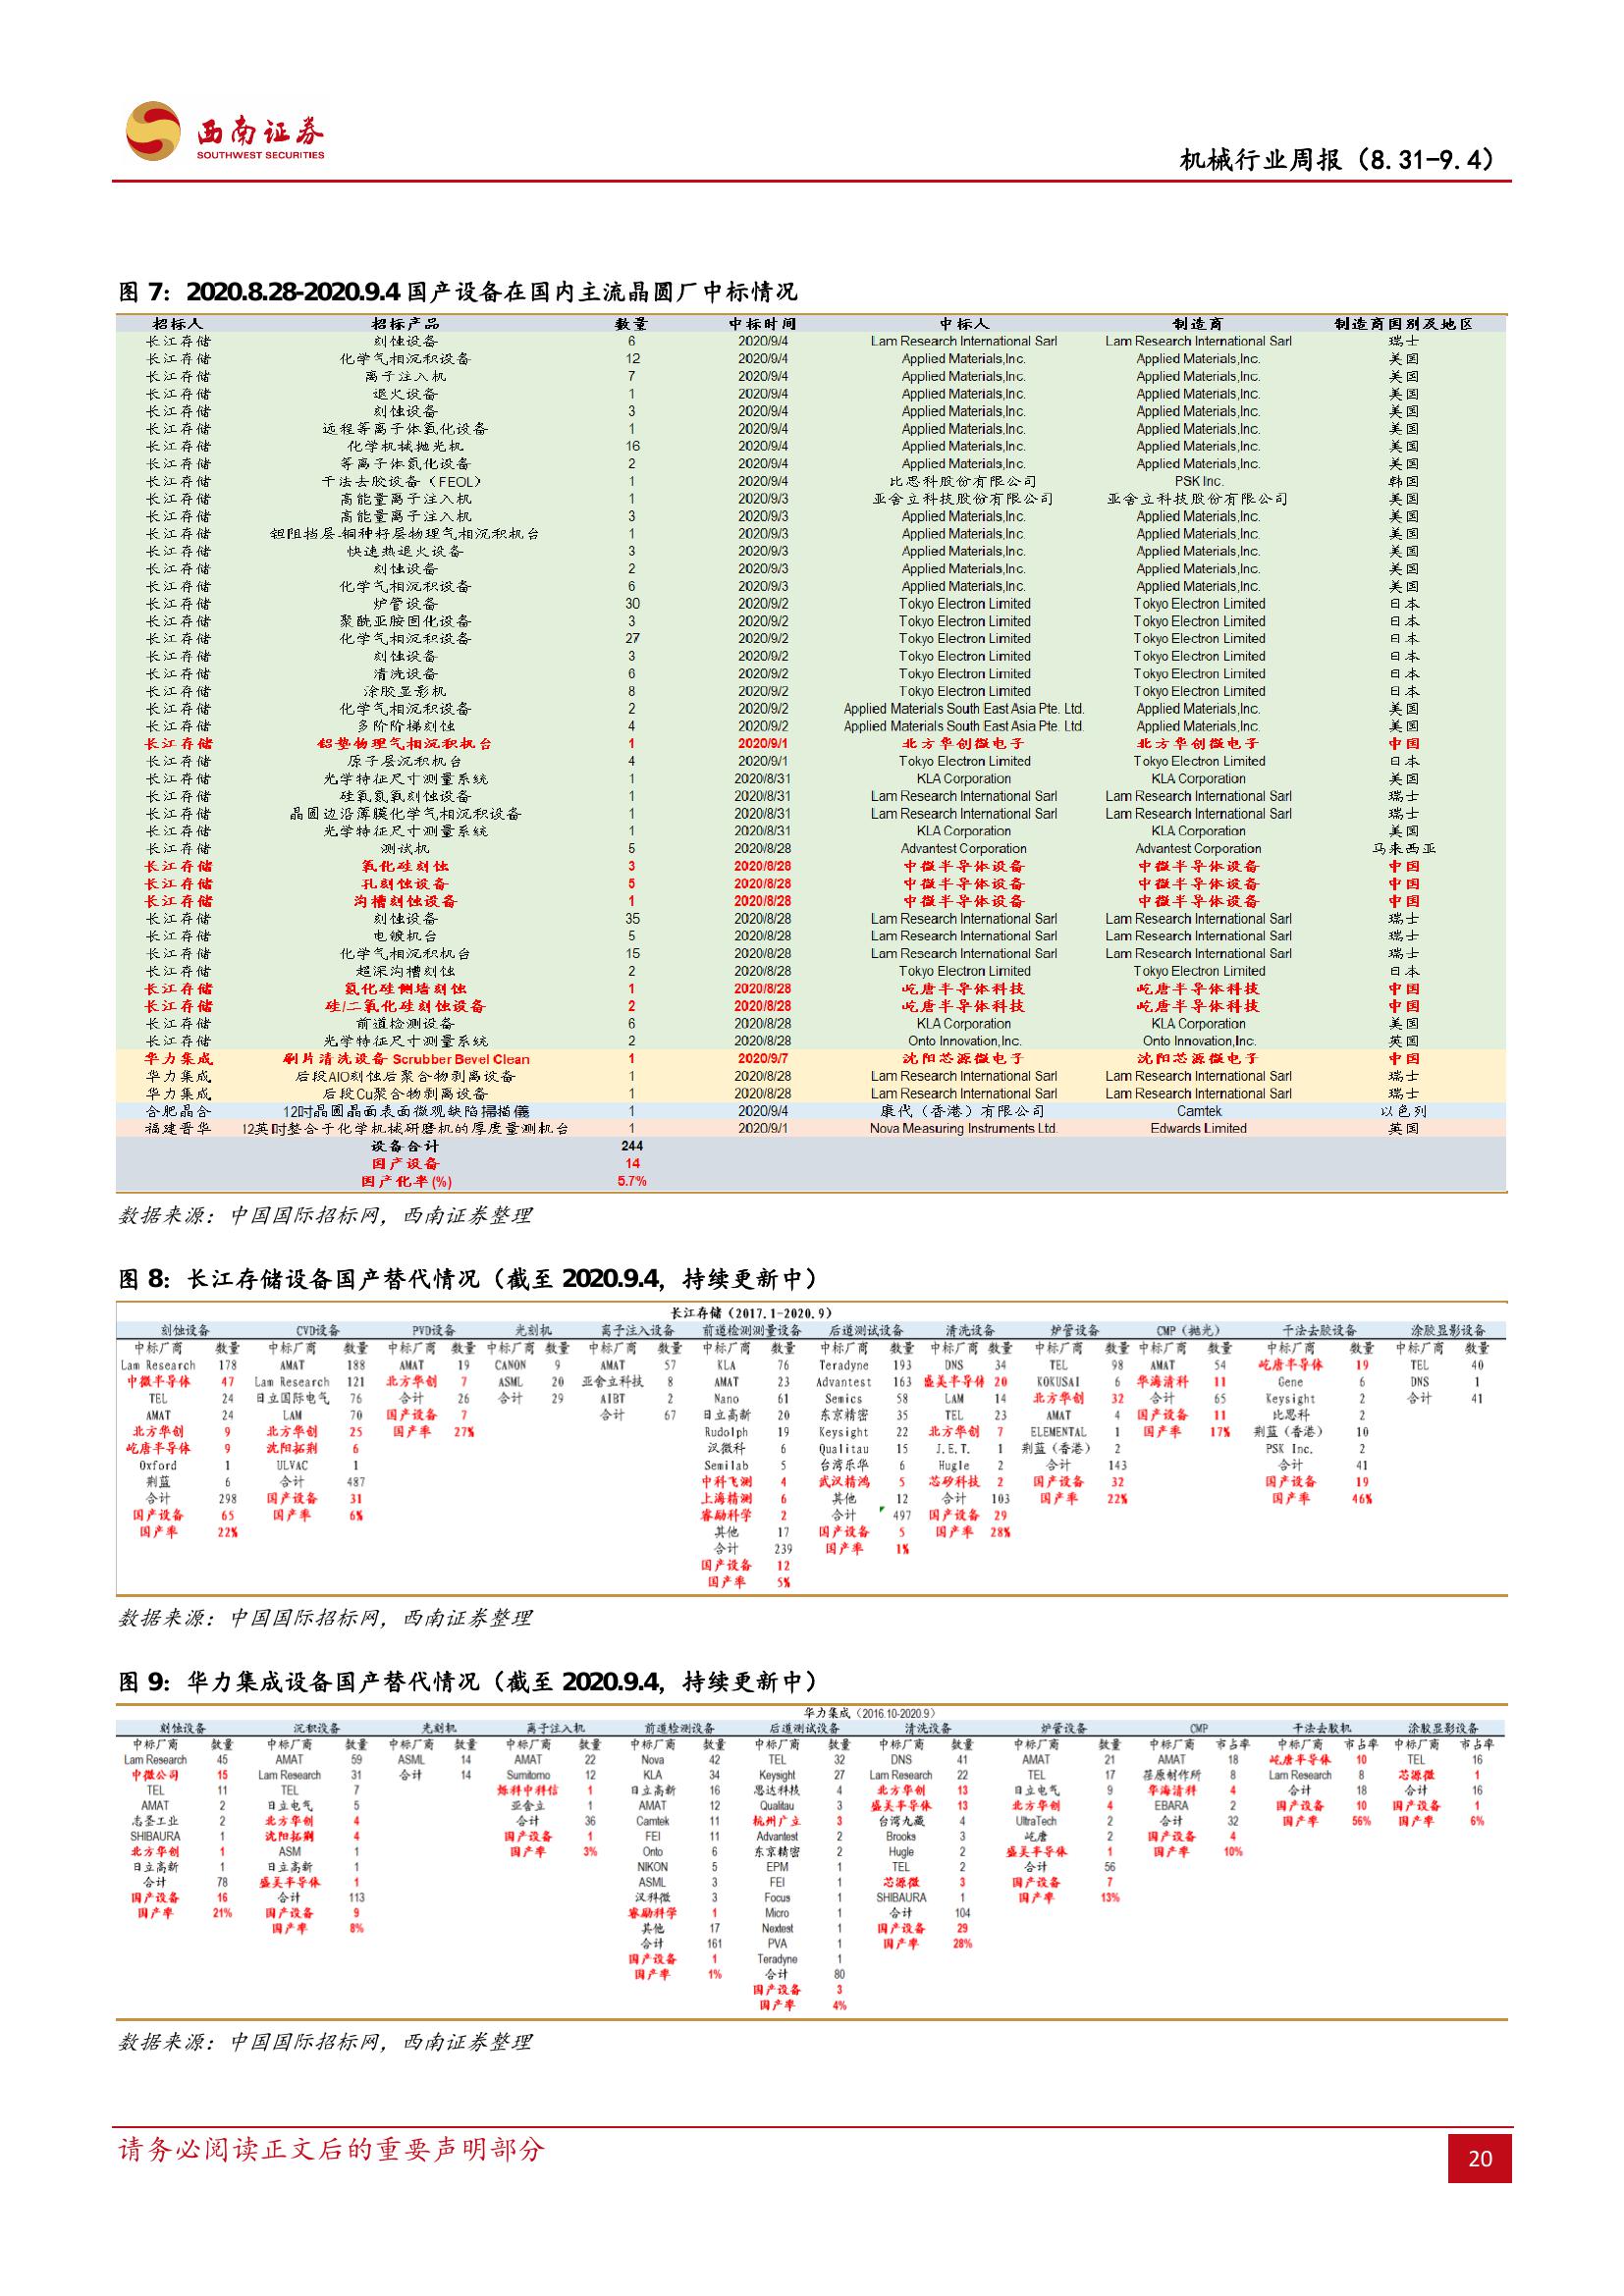 西南证券
SOUTHWEST SECURITIES
机械行业周报（8.31-9.4）
图 7：2020.8.28-2020.9.4 国产设备在国内主流晶圆厂中标情况
招标人 招标产品 数量 中标时间 中标人 制造商 制造商国别及地区
长江存储 刻蚀设备 6 2020/9/4 Lam Research International Sarl Lam Research International Sarl 瑞士
长江存储 化学气相沉积设备 12 2020/9/4 Applied Materials,Inc. Applied Materials,Inc. 美国
长江存储 离子注入机 7 2020/9/4 Applied Materials,Inc. Applied Materials,Inc. 美国
长江存储 退火设备 1 2020/9/4 Applied Materials,Inc. Applied Materials,Inc. 美国
长江存储 刻蚀设备 3 2020/9/4 Applied Materials,Inc. Applied Materials,Inc. 美国
长江存储 远程等离子体氧化设备 1 2020/9/4 Applied Materials,Inc. Applied Materials,Inc. 美国
长江存储 化学机械抛光机 16 2020/9/4 Applied Materials,Inc. Applied Materials,Inc. 美国
长江存储 等离子体氮化设备 2 2020/9/4 Applied Materials,Inc. Applied Materials,Inc. 美国
长江存储 干法去胶设备（FEOL） 1 2020/9/4 比思科股份有限公司 PSK Inc. 韩国
长江存储 高能量离子注入机 1 2020/9/3 亚舍立科技股份有限公司 亚舍立科技股份有限公司 美国
长江存储 高能量离子注入机 3 2020/9/3 Applied Materials,Inc. Applied Materials,Inc. 美国
长江存储 钽阻挡层-铜种籽层物理气相沉积机台 1 2020/9/3 Applied Materials,Inc. Applied Materials,Inc. 美国
长江存储 快速热退火设备 3 2020/9/3 Applied Materials,Inc. Applied Materials,Inc. 美国
长江存储 刻蚀设备 2 2020/9/3 Applied Materials,Inc. Applied Materials,Inc. 美国
长江存储 化学气相沉积设备 6 2020/9/3 Applied Materials,Inc. Applied Materials,Inc. 美国
长江存储 炉管设备 30 2020/9/2 Tokyo Electron Limited Tokyo Electron Limited 日本
长江存储 聚酰亚胺固化设备 3 2020/9/2 Tokyo Electron Limited Tokyo Electron Limited 日本
长江存储 化学气相沉积设备 27 2020/9/2 Tokyo Electron Limited Tokyo Electron Limited 日本
长江存储 刻蚀设备 3 2020/9/2 Tokyo Electron Limited Tokyo Electron Limited 日本
长江存储 清洗设备 6 2020/9/2 Tokyo Electron Limited Tokyo Electron Limited 日本
长江存储 涂胶显影机 8 2020/9/2 Tokyo Electron Limited Tokyo Electron Limited 日本
长江存储 化学气相沉积设备 2 2020/9/2 Applied Materials South East Asia Pte. Ltd. Applied Materials,Inc. 美国
长江存储 多阶阶梯刻蚀 4 2020/9/2 Applied Materials South East Asia Pte. Ltd. Applied Materials,Inc. 美国
长江存储 铝垫物理气相沉积机台 1 2020/9/1 北方华创微电子 北方华创微电子 中国
长江存储 原子层沉积机台 4 2020/9/1 Tokyo Electron Limited Tokyo Electron Limited 日本
长江存储 光学特征尺寸测量系统 1 2020/8/31 KLA Corporation KLA Corporation 美国
长江存储 硅氧氮氧刻蚀设备 1 2020/8/31 Lam Research International Sarl Lam Research International Sarl 瑞士
长江存储 晶圆边沿薄膜化学气相沉积设备 1 2020/8/31 Lam Research International Sarl Lam Research International Sarl 瑞士
长江存储 光学特征尺寸测量系统 1 2020/8/31 KLA Corporation KLA Corporation 美国
长江存储 测试机 5 2020/8/28 Advantest Corporation Advantest Corporation 马来西亚
长江存储 氧化硅刻蚀 3 2020/8/28 中微半导体设备 中微半导体设备 中国
长江存储 孔刻蚀设备 5 2020/8/28 中微半导体设备 中微半导体设备 中国
长江存储 沟槽刻蚀设备 1 2020/8/28 中微半导体设备 中微半导体设备 中国
长江存储 刻蚀设备 35 2020/8/28 Lam Research International Sarl Lam Research International Sarl 瑞士
长江存储 电镀机台 5 2020/8/28 Lam Research International Sarl Lam Research International Sarl 瑞士
长江存储 化学气相沉积机台 15 2020/8/28 Lam Research International Sarl Lam Research International Sarl 瑞士
长江存储 超深沟槽刻蚀 2 2020/8/28 Tokyo Electron Limited Tokyo Electron Limited 日本
长江存储 氮化硅侧墙刻蚀 1 2020/8/28 屹唐半导体科技 屹唐半导体科技 中国
长江存储 硅/二氧化硅刻蚀设备 2 2020/8/28 屹唐半导体科技 屹唐半导体科技 中国
长江存储 前道检测设备 6 2020/8/28 KLA Corporation KLA Corporation 美国
长江存储 光学特征尺寸测量系统 2 2020/8/28 Onto Innovation,Inc. Onto Innovation,Inc. 英国
华力集成 刷片清洗设备 Scrubber Bevel Clean 1 2020/9/7 沈阳芯源微电子 沈阳芯源微电子 中国
华力集成 后段AIO刻蚀后聚合物剥离设备 1 2020/8/28 Lam Research International Sarl Lam Research International Sarl 瑞士
华力集成 后段Cu聚合物剥离设备 1 2020/8/28 Lam Research International Sarl Lam Research International Sarl 瑞士
合肥晶合 12吋晶圆晶面表面微观缺陷掃描儀 1 2020/9/4 康代（香港）有限公司 Camtek 以色列
福建晋华 12英吋整合于化学机械研磨机的厚度量测机台 1 2020/9/1 Nova Measuring Instruments Ltd. Edwards Limited 英国
设备合计 244
国产设备 14
国产化率(%) 5.7%
数据来源：中国国际招标网，西南证券整理
图 8：长江存储设备国产替代情况（截至 2020.9.4，持续更新中）
长江存储（2017.1-2020.9）
刻蚀设备 CVD设备 PVD设备 光刻机 离子注入设备 前道检测测量设备 后道测试设备 清洗设备 炉管设备 CMP（抛光） 干法去胶设备 涂胶显影设备
中标厂商 数量 中标厂商 数量 中标厂商 数量 中标厂商 数量 中标厂商 数量 中标厂商 数量 中标厂商 数量 中标厂商 数量 中标厂商 数量 中标厂商 数量 中标厂商 数量 中标厂商 数量
Lam Research 178 AMAT 188 AMAT 19 CANON 9 AMAT 57 KLA 76 Teradyne 193 DNS 34 TEL 98 AMAT 54 屹唐半导体 19 TEL 40
中微半导体 47 Lam Research 121 北方华创 7 ASML 20 亚舍立科技 8 AMAT 23 Advantest 163 盛美半导体 20 KOKUSAI 6 华海清科 11 Gene 6 DNS 1
TEL 24 日立国际电气 76 合计 26 合计 29 AIBT 2 Nano 61 Semics 58 LAM 14 北方华创 32 合计 65 Keysight 2 合计 41
AMAT 24 LAM 70 国产设备 7 合计 67 日立高新 20 东京精密 35 TEL 23 AMAT 4 国产设备 11 比思科 2
北方华创 9 北方华创 25 国产率 27% Rudolph 19 Keysight 22 北方华创 7 ELEMENTAL 1 国产率 17% 荆蓝（香港） 10
屹唐半导体 9 沈阳拓荆 6 汉微科 6 Qualitau 15 J.E.T. 1 荆蓝（香港） 2 PSK Inc. 2
Oxford 1 ULVAC 1 Semilab 5 台湾乐华 6 Hugle 2 合计 143 合计 41
荆蓝 6 合计 487 中科飞测 4 武汉精鸿 5 芯矽科技 2 国产设备 32 国产设备 19
合计 298 国产设备 31 上海精测 6 其他 12 合计 103 国产率 22% 国产率 46%
国产设备 65 国产率 6% 睿励科学 2 合计 497 国产设备 29
国产率 22% 其他 17 国产设备 5 国产率 28%
合计 239 国产率 1%
国产设备 12
国产率 5%
数据来源：中国国际招标网，西南证券整理
图 9：华力集成设备国产替代情况（截至 2020.9.4，持续更新中）
华力集成（2016.10-2020.9）
刻蚀设备 沉积设备 光刻机 离子注入机 前道检测设备 后道测试设备 清洗设备 炉管设备 CMP 干法去胶机 涂胶显影设备
中标厂商 数量 中标厂商 数量 中标厂商 数量 中标厂商 数量 中标厂商 数量 中标厂商 数量 中标厂商 数量 中标厂商 数量 中标厂商 市占率 中标厂商 市占率 中标厂商 市占率
Lam Research 45 AMAT 59 ASML 14 AMAT 22 Nova 42 TEL 32 DNS 41 AMAT 21 AMAT 18 屹唐半导体 10 TEL 16
中微公司 15 Lam Research 31 合计 14 Sumitomo 12 KLA 34 Keysight 27 Lam Research 22 TEL 17 荏原制作所 8 Lam Research 8 芯源微 1
TEL 11 TEL 7 烁科中科信 1 日立高新 16 思达科技 4 北方华创 13 日立电气 9 华海清科 4 合计 18 合计 16
AMAT 2 日立电气 5 亚舍立 1 AMAT 12 Qualitau 3 盛美半导体 13 北方华创 4 EBARA 2 国产设备 10 国产设备 1
志圣工业 2 北方华创 4 合计 36 Camtek 11 杭州广立 3 台湾九葳 4 UltraTech 2 合计 32 国产率 56% 国产率 6%
SHIBAURA 1 沈阳拓荆 4 国产设备 1 FEI 11 Advantest 2 Brooks 3 屹唐 2 国产设备 4
北方华创 1 ASM 1 国产率 3% Onto 6 东京精密 2 Hugle 2 盛美半导体 1 国产率 10%
日立高新 1 日立高新 1 NIKON 5 EPM 1 TEL 2 合计 56
合计 78 盛美半导体 1 ASML 3 FEI 1 芯源微 3 国产设备 7
国产设备 16 合计 113 汉科微 3 Focus 1 SHIBAURA 1 国产率 13%
国产率 21% 国产设备 9 睿励科学 1 Micro 1 合计 104
国产率 8% 其他 17 Nextest 1 国产设备 29
合计 161 PVA 1 国产率 28%
国产设备 1 Teradyne 1
国产率 1% 合计 80
国产设备 3
国产率 4%
数据来源：中国国际招标网，西南证券整理
请务必阅读正文后的重要声明部分
20